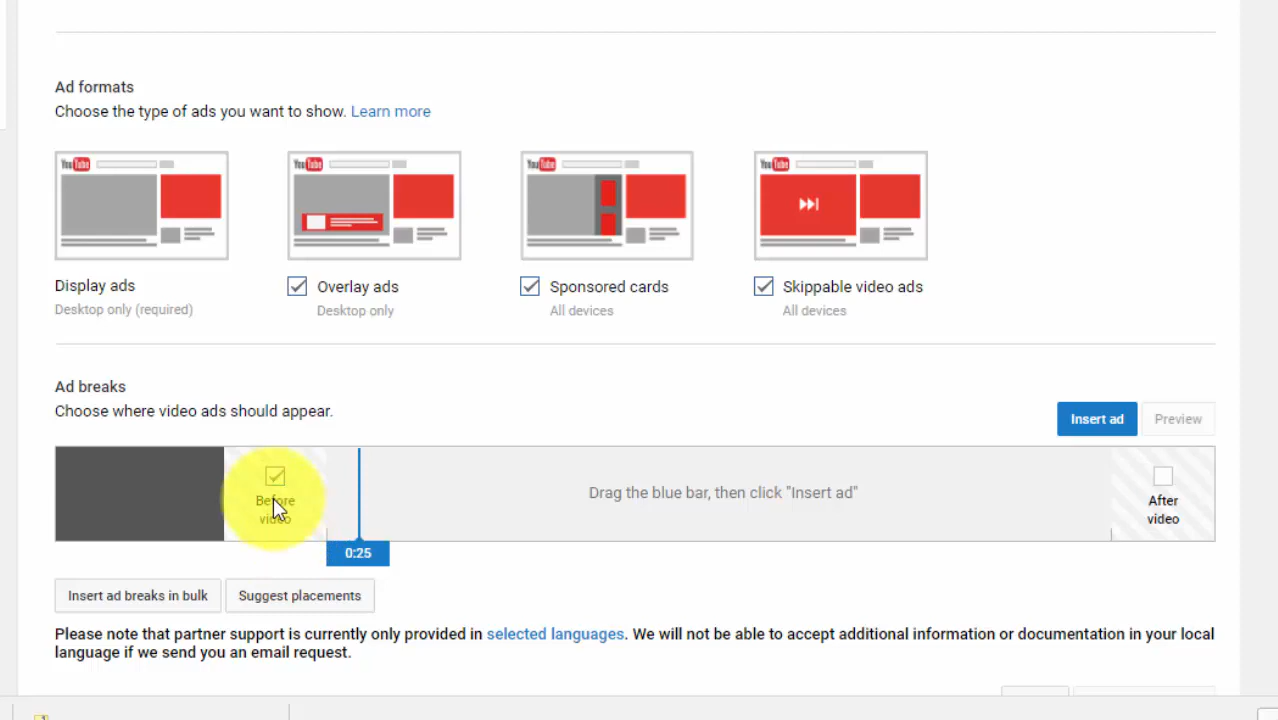 Ad formats
Choose the type of ads you want to show. Learn more
YouTube YouTube YouTube YouTube
Display ads
Desktop only (required)
Overlay ads
Desktop only
Sponsored cards
All devices
Skippable video ads
All devices
Ad breaks
Choose where video ads should appear.
Insert ad
Preview
Before
video
Drag the blue bar, then click "Insert ad"
After
video
0:25
Insert ad breaks in bulk
Suggest placements
Please note that partner support is currently only provided in selected languages. We will not be able to accept additional information or documentation in your local
language if we send you an email request.